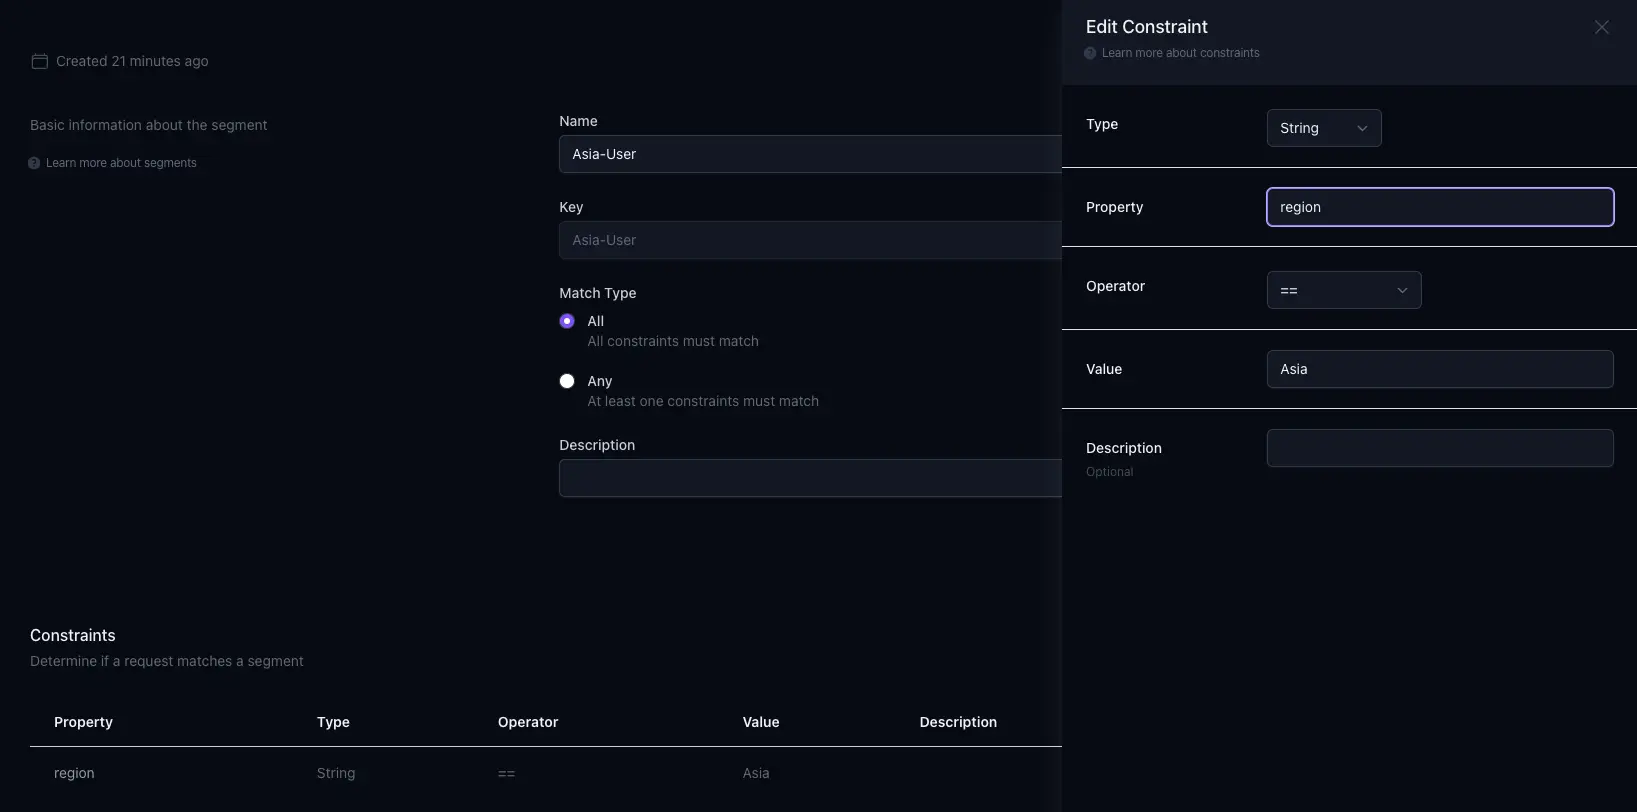 Created 21 minutes ago
Basic information about the segment
Learn more about segments
Name
Asia-User
Key
Asia-User
Match Type
All
All constraints must match
Any
At least one constraints must match
Description
Constraints
Determine if a request matches a segment
Property Type Operator Value Description
region String == Asia
Edit Constraint
Learn more about constraints
Type String
Property region
Operator ==
Value Asia
Description
Optional